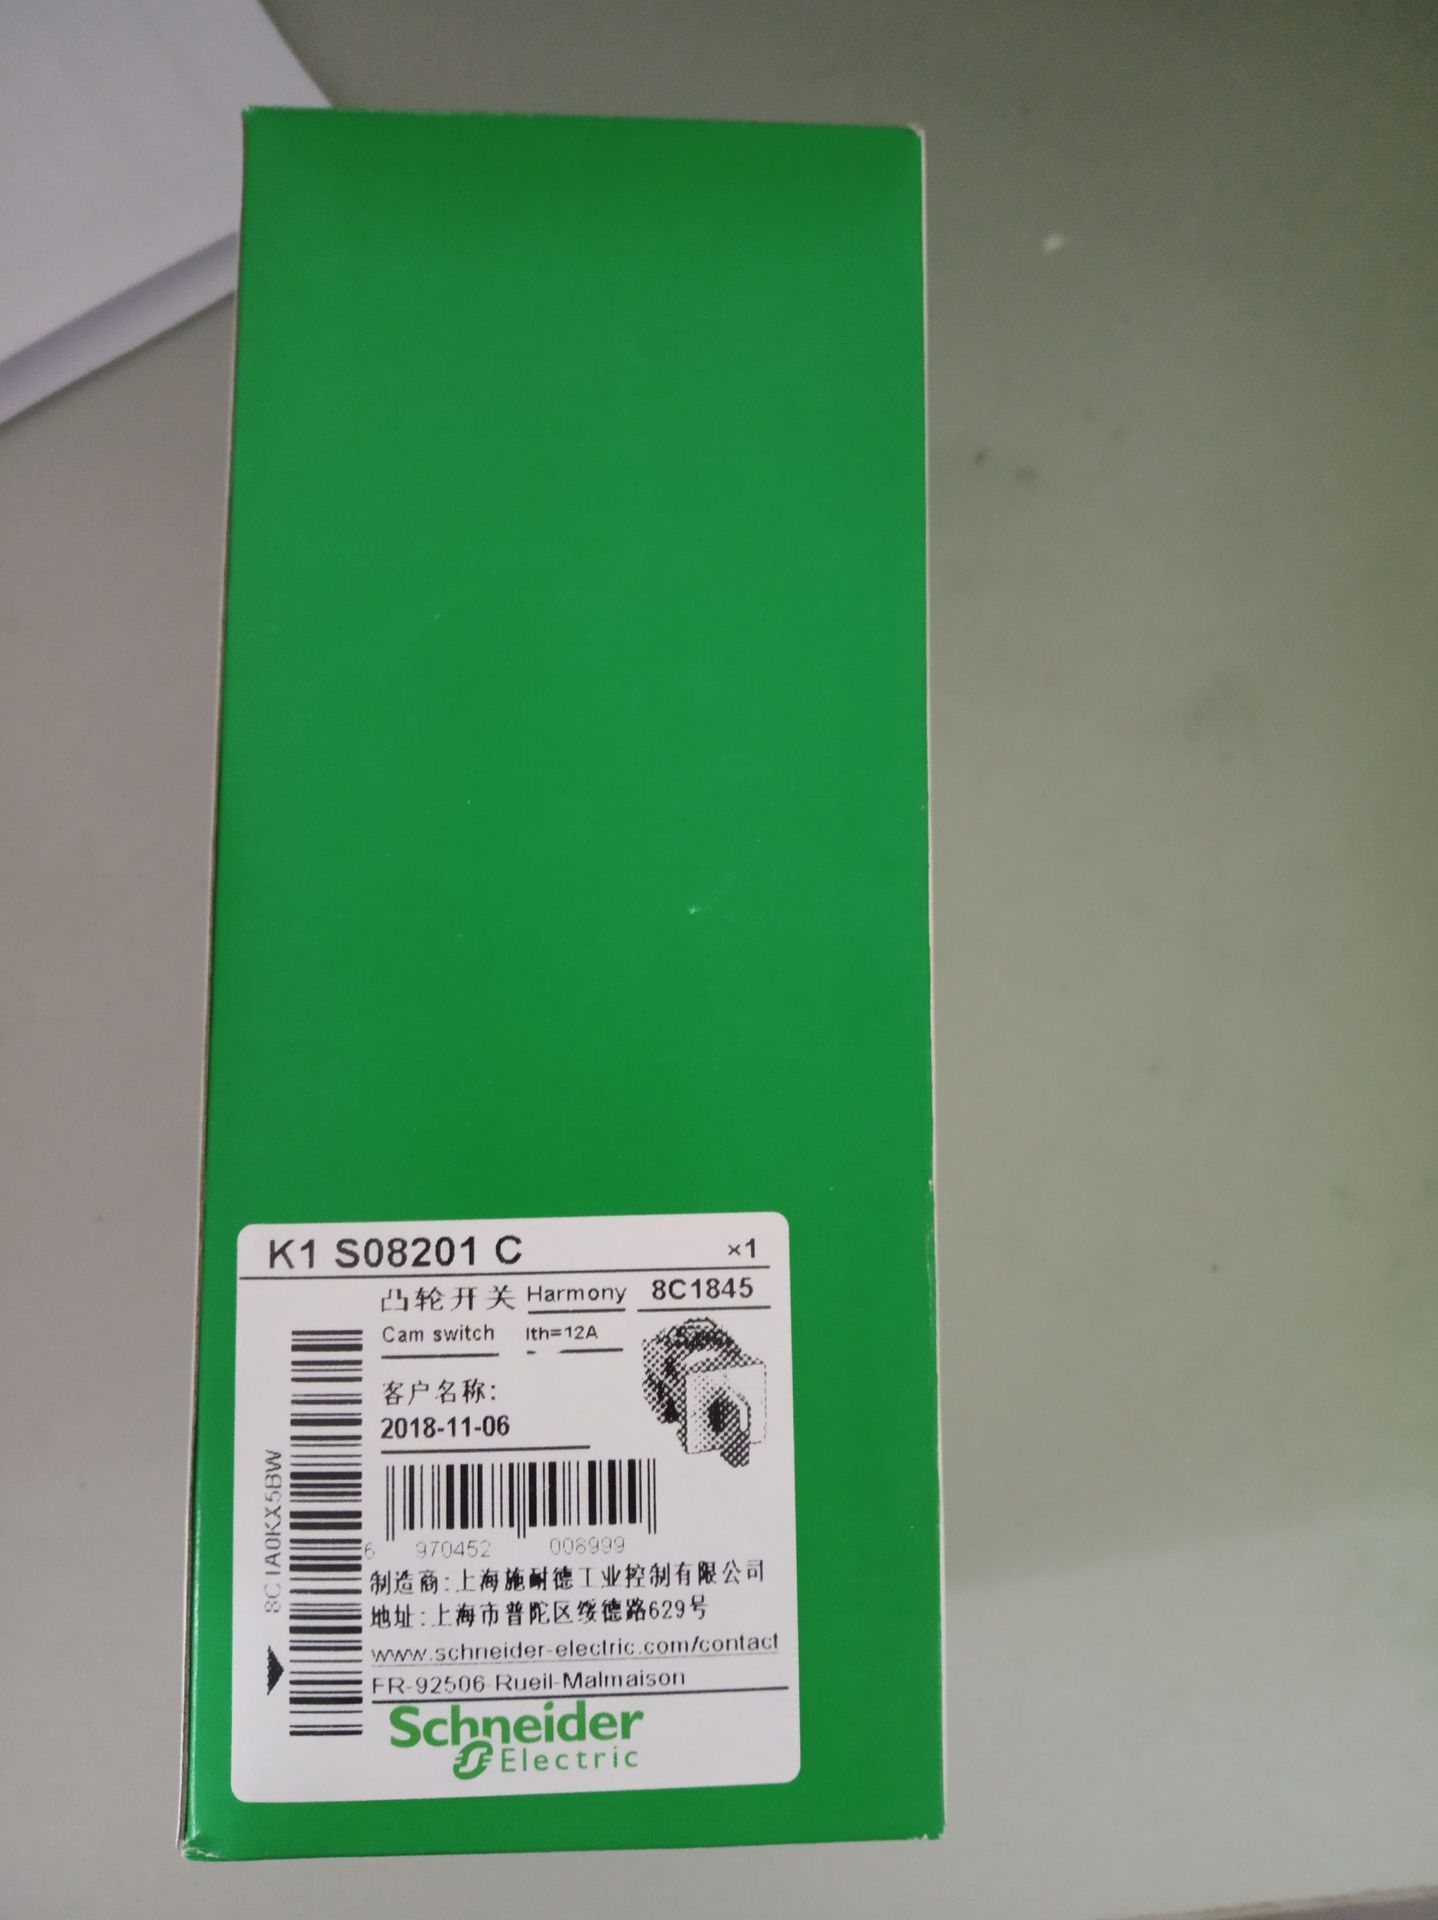 K1 S08201 C ×1
凸轮开关 Harmony 8C1845
Cam switch Ith=12A
客户名称:
2018-11-06
8C1A0KX5BW
6 970452 008999
制造商:上海施耐德工业控制有限公司
地址:上海市普陀区绥德路629号
www.schneider-electric.com/contact
FR-92506-Rueil-Malmaison
Schneider
Electric